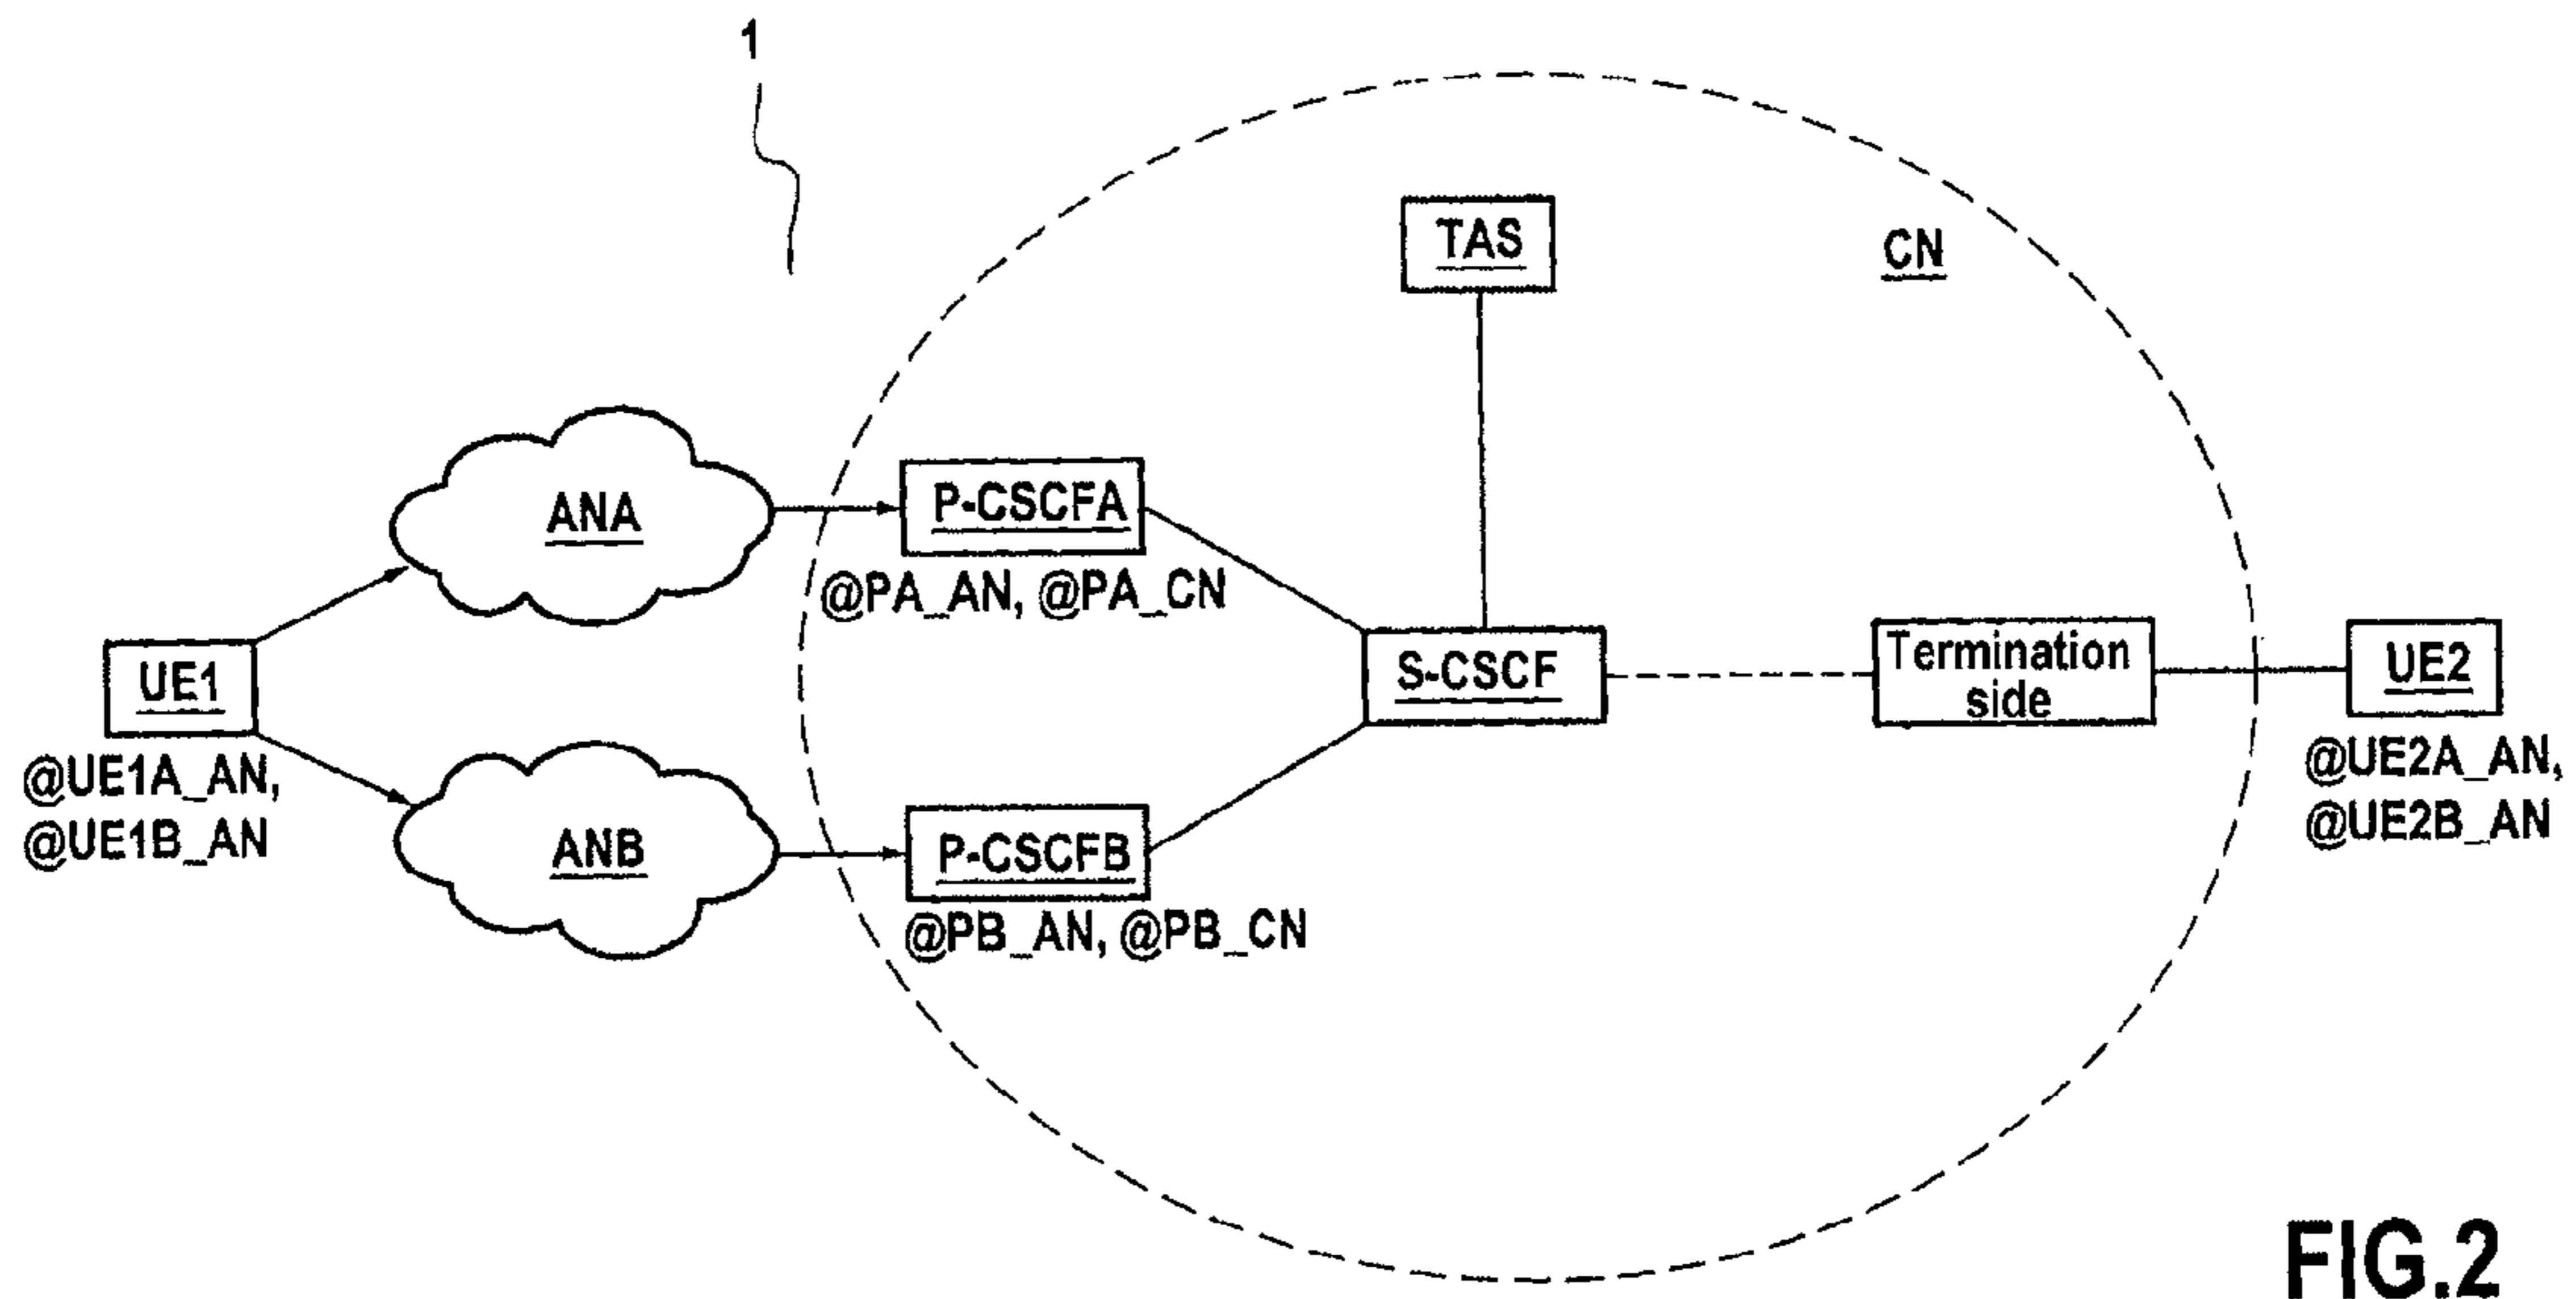 1
TAS
CN
ANA
P-CSCFA
@PA_AN, @PA_CN
UE1
@UE1A_AN,
@UE1B_AN
S-CSCF
Termination
side
UE2
@UE2A_AN,
@UE2B_AN
ANB
P-CSCFB
@PB_AN, @PB_CN
FIG.2